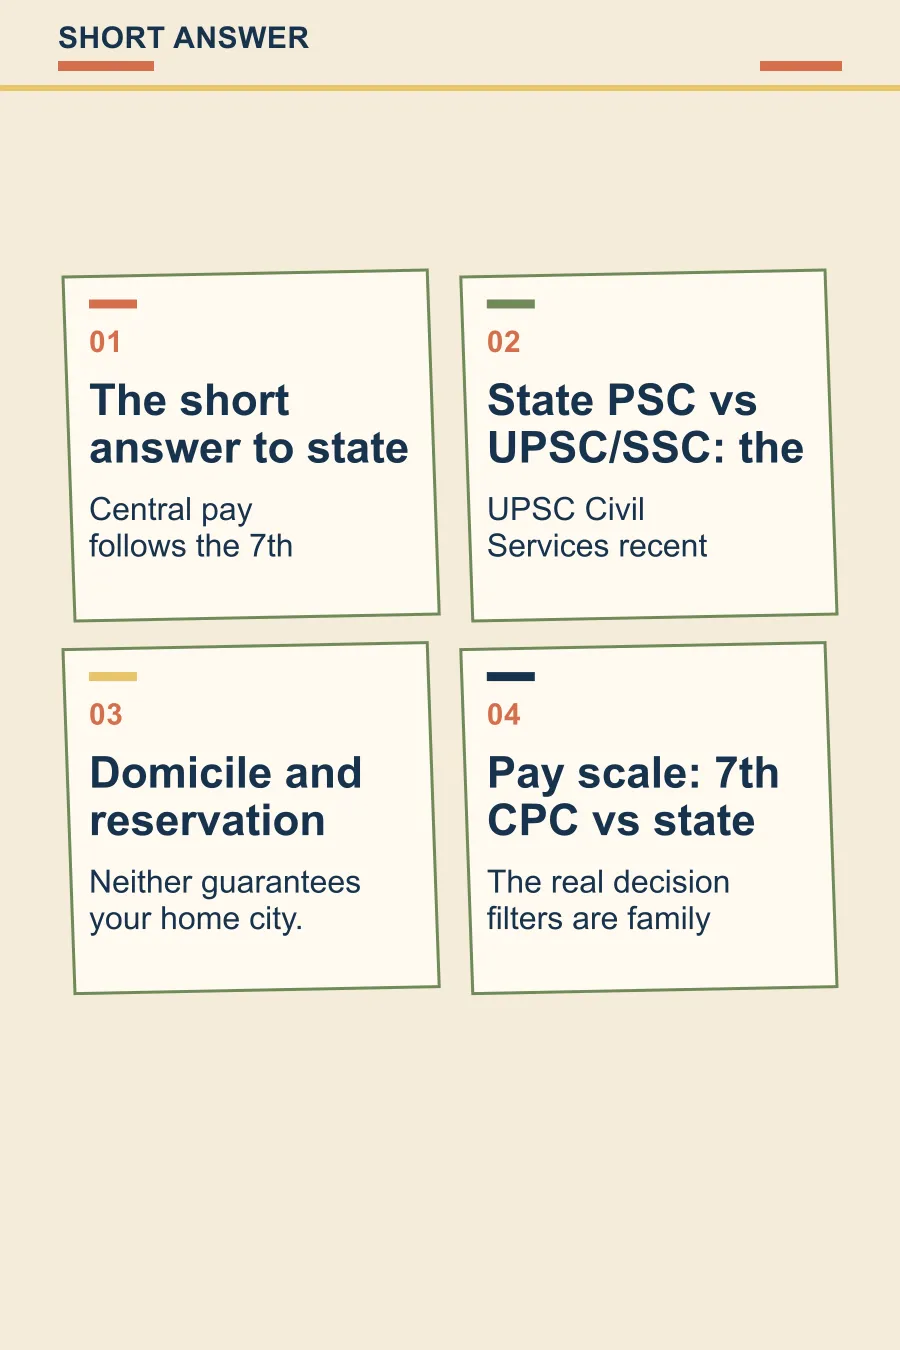 SHORT ANSWER
01
The short
answer to state
Central pay
follows the 7th
02
State PSC vs
UPSC/SSC: the
UPSC Civil
Services recent
03
Domicile and
reservation
Neither guarantees
your home city.
04
Pay scale: 7th
CPC vs state
The real decision
filters are family